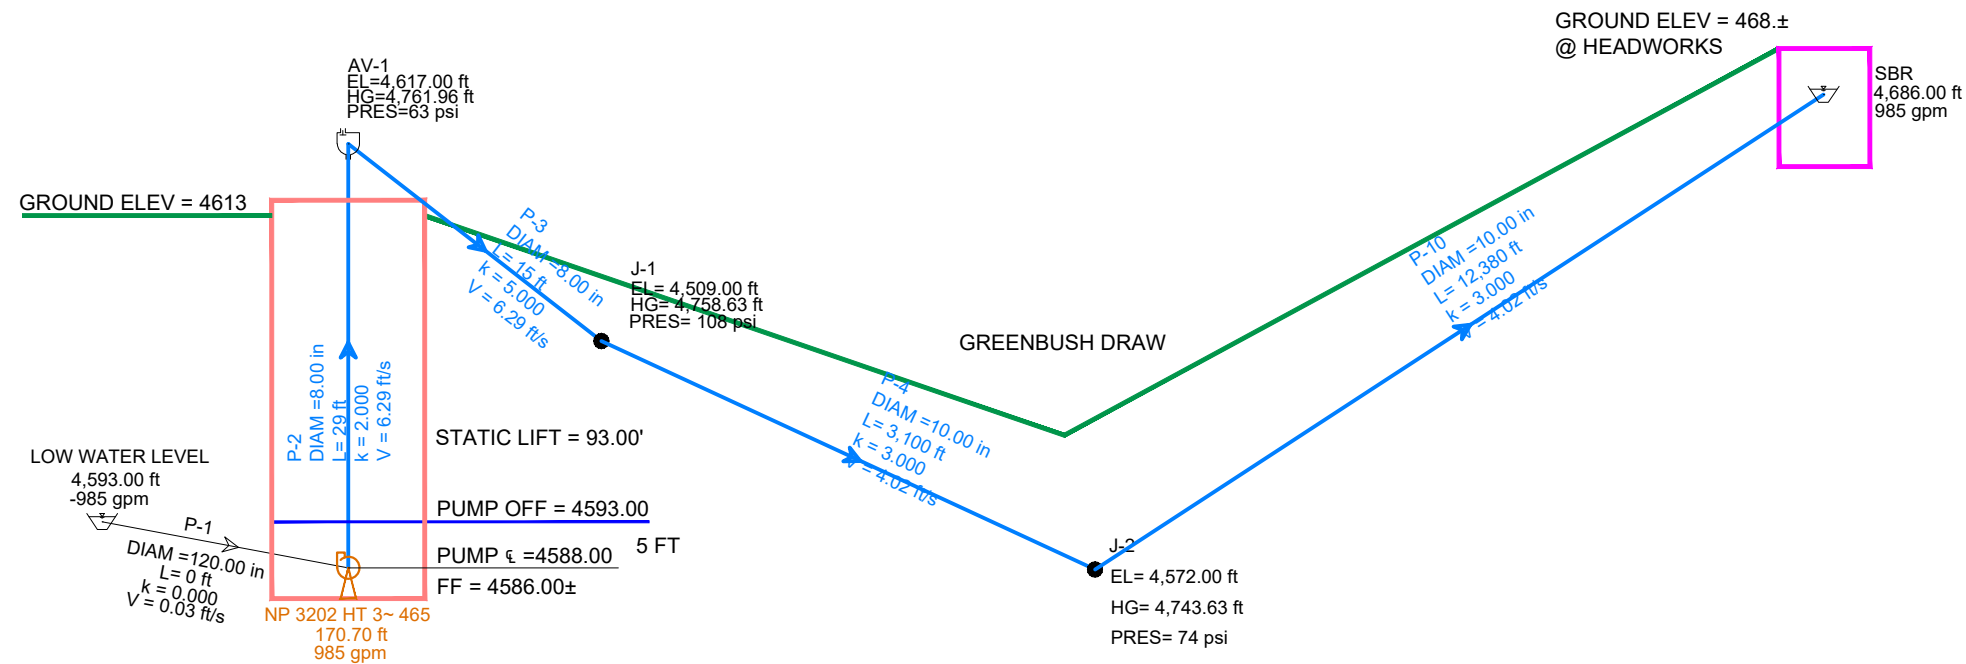 GROUND ELEV = 468.±
@ HEADWORKS
SBR
4,686.00 ft
985 gpm
AV-1
EL=4,617.00 ft
HG=4,761.96 ft
PRES=63 psi
GROUND ELEV = 4613
P-3
DIAM =8.00 in
L= 15 ft
k = 5.000
V = 6.29 ft/s
J-1
EL= 4,509.00 ft
HG= 4,758.63 ft
PRES= 108 psi
P-10
DIAM =10.00 in
L= 12,380 ft
k = 3.000
V = 4.02 ft/s
GREENBUSH DRAW
P-2
DIAM =8.00 in
L= 29 ft
k = 2.000
V = 6.29 ft/s
P-4
DIAM =10.00 in
L= 3,100 ft
k = 3.000
V = 4.02 ft/s
STATIC LIFT = 93.00'
LOW WATER LEVEL
4,593.00 ft
-985 gpm
P-1
DIAM =120.00 in
L= 0 ft
k = 0.000
V = 0.03 ft/s
PUMP OFF = 4593.00
5 FT
PUMP ℄ =4588.00
FF = 4586.00±
NP 3202 HT 3~ 465
170.70 ft
985 gpm
J-2
EL= 4,572.00 ft
HG= 4,743.63 ft
PRES= 74 psi